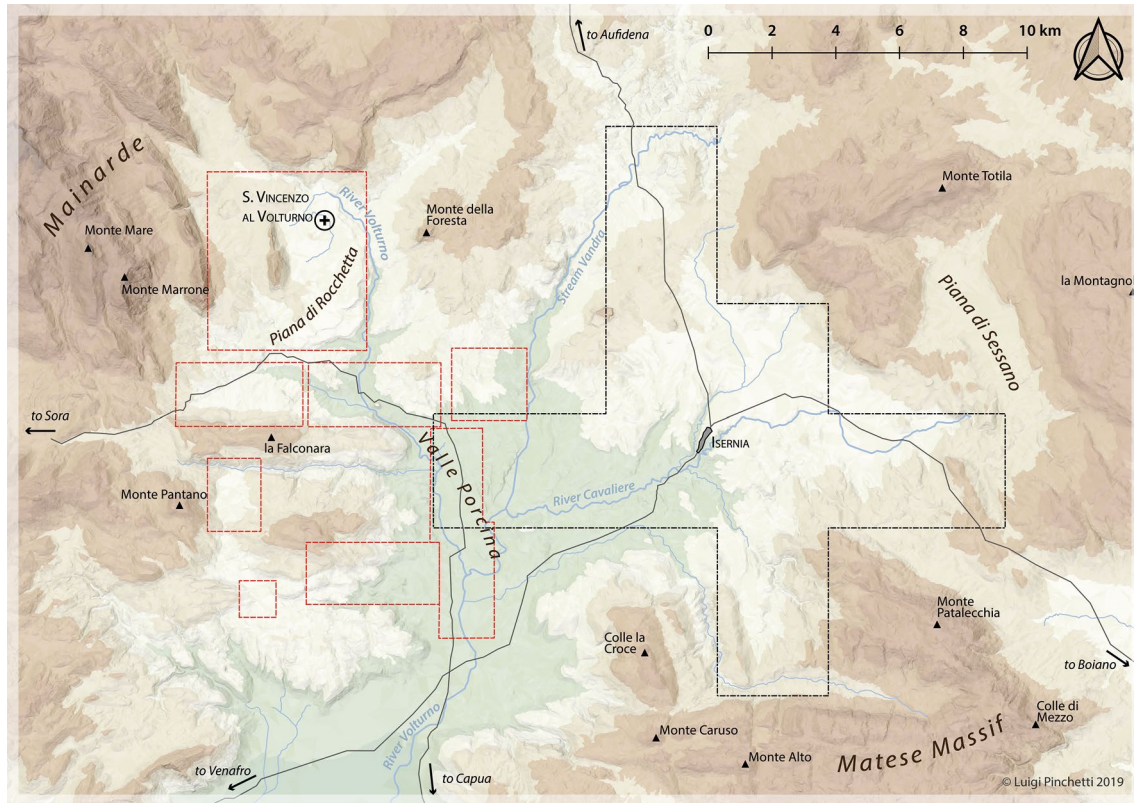 to Aufidena
0 2 4 6 8 10 km
Mainarde
S. Vincenzo
al Volturno
River Volturno
Monte della
Foresta
Monte Totila
Monte Mare
Monte Marrone
Piana di Rocchetta
Stream Vandra
la Montagno
Piana di Sessano
to Sora
la Falconara
Valle Porcina
Isernia
Monte Pantano
River Cavaliere
Monte
Patalecchia
Colle la
Croce
to Boiano
Colle di
Mezzo
Monte Caruso
Monte Alto
Matese Massif
River Volturno
to Venafro
to Capua
© Luigi Pinchetti 2019